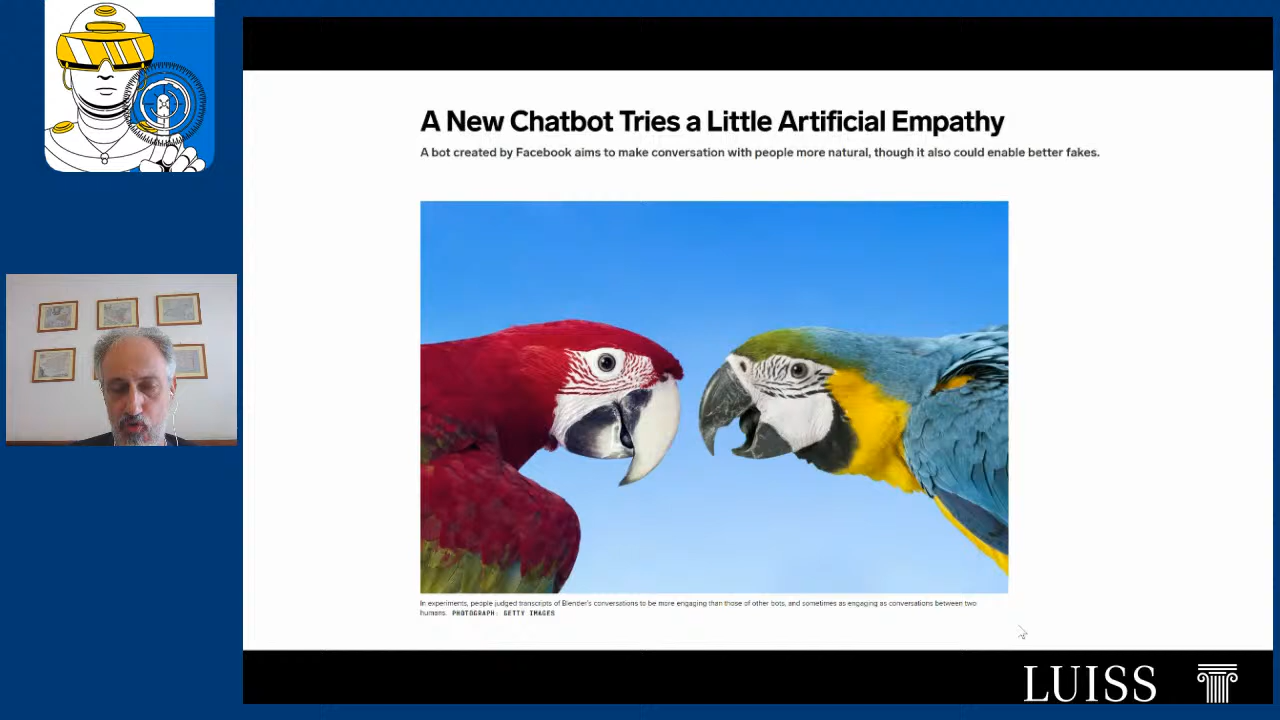 A New Chatbot Tries a Little Artificial Empathy
A bot created by Facebook aims to make conversation with people more natural, though it also could enable better fakes.
In experiments, people judged transcripts of Blender's conversations to be more engaging than those of other bots, and sometimes as engaging as conversations between two
humans. PHOTOGRAPH: GETTY IMAGES
LUISS